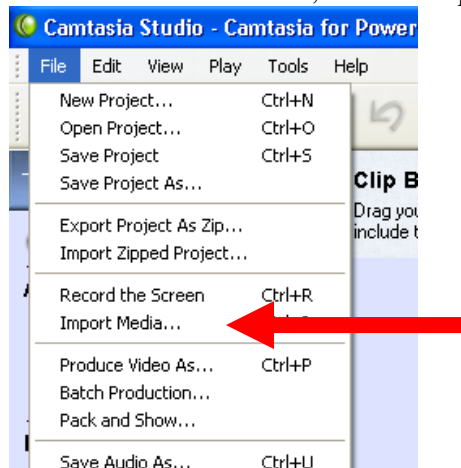 Camtasia Studio - Camtasia for Power
File Edit View Play Tools Help
New Project... Ctrl+N
Open Project... Ctrl+O
Save Project Ctrl+S
Save Project As...
Clip B
Drag you
include t
Export Project As Zip...
Import Zipped Project...
Record the Screen Ctrl+R
Import Media...
Produce Video As... Ctrl+P
Batch Production...
Pack and Show...
Save Audio As... Ctrl+U